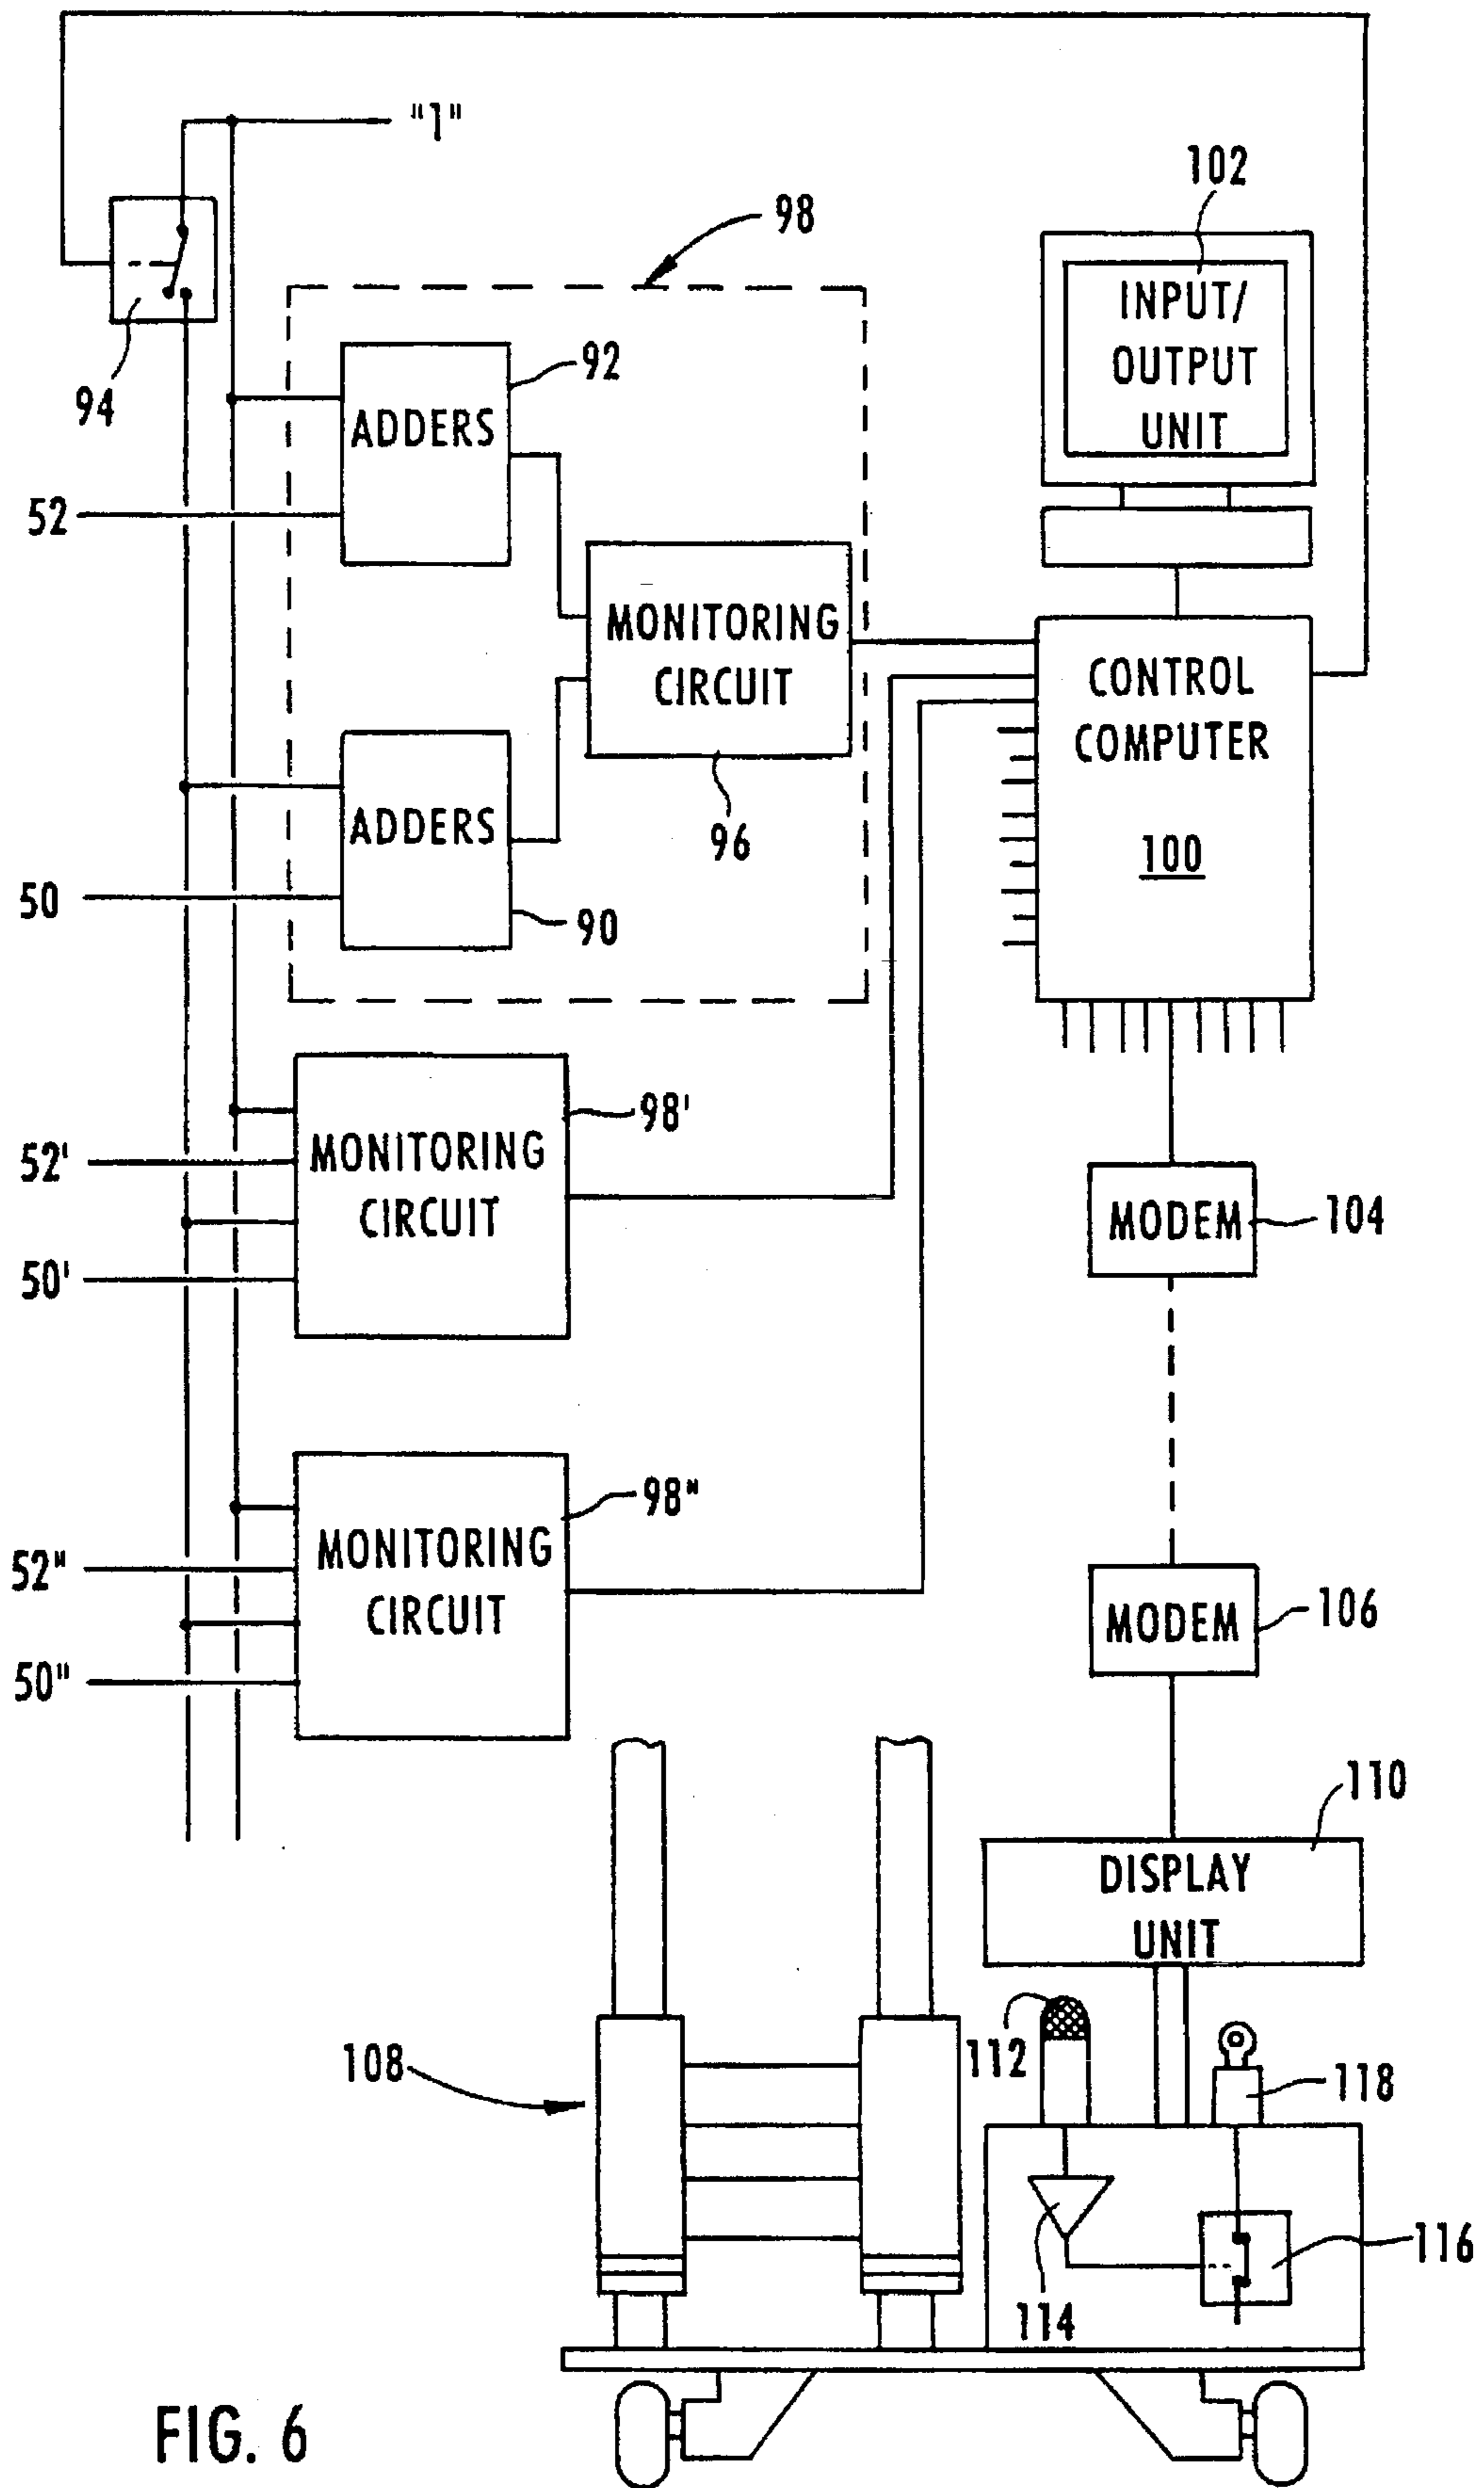 "1"
102
98
INPUT/
OUTPUT
UNIT
92
ADDERS
94
52
MONITORING
CIRCUIT
CONTROL
COMPUTER
100
ADDERS
96
50
90
98'
MONITORING
CIRCUIT
52'
50'
MODEM
104
98"
MONITORING
CIRCUIT
52"
50"
MODEM
106
110
DISPLAY
UNIT
112
108
118
116
114
FIG. 6